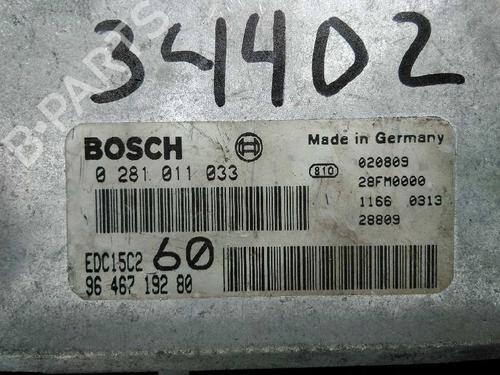 34402
B-PARTS
BOSCH
Made in Germany
0 281 011 033
810
020809
28FM0000
1166 0313
28809
EDC15C2 60
96 467 192 80